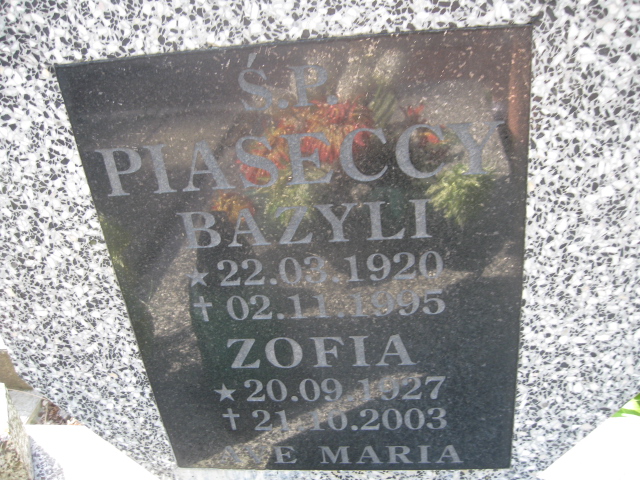 Ś.P.
PIASECCY
BAZYLI
★ 22.03.1920
✝ 02.11.1995
ZOFIA
★ 20.09.1927
✝ 21.10.2003
AVE MARIA